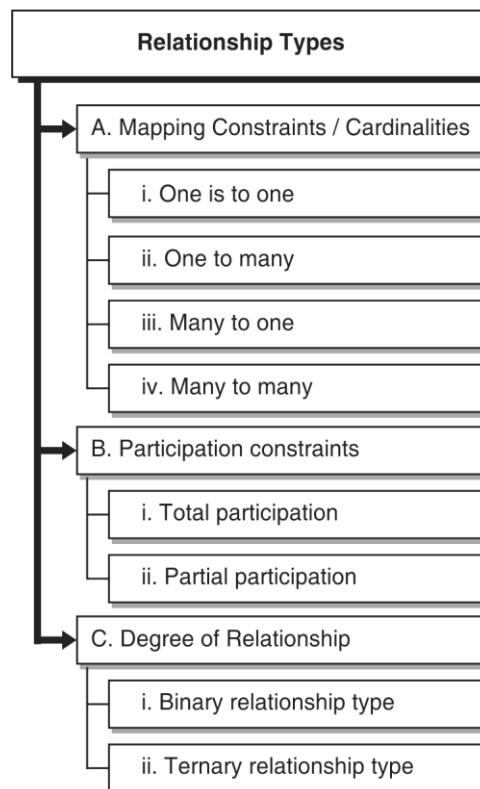 Relationship Types
A. Mapping Constraints / Cardinalities
i. One is to one
ii. One to many
iii. Many to one
iv. Many to many
B. Participation constraints
i. Total participation
ii. Partial participation
C. Degree of Relationship
i. Binary relationship type
ii. Ternary relationship type